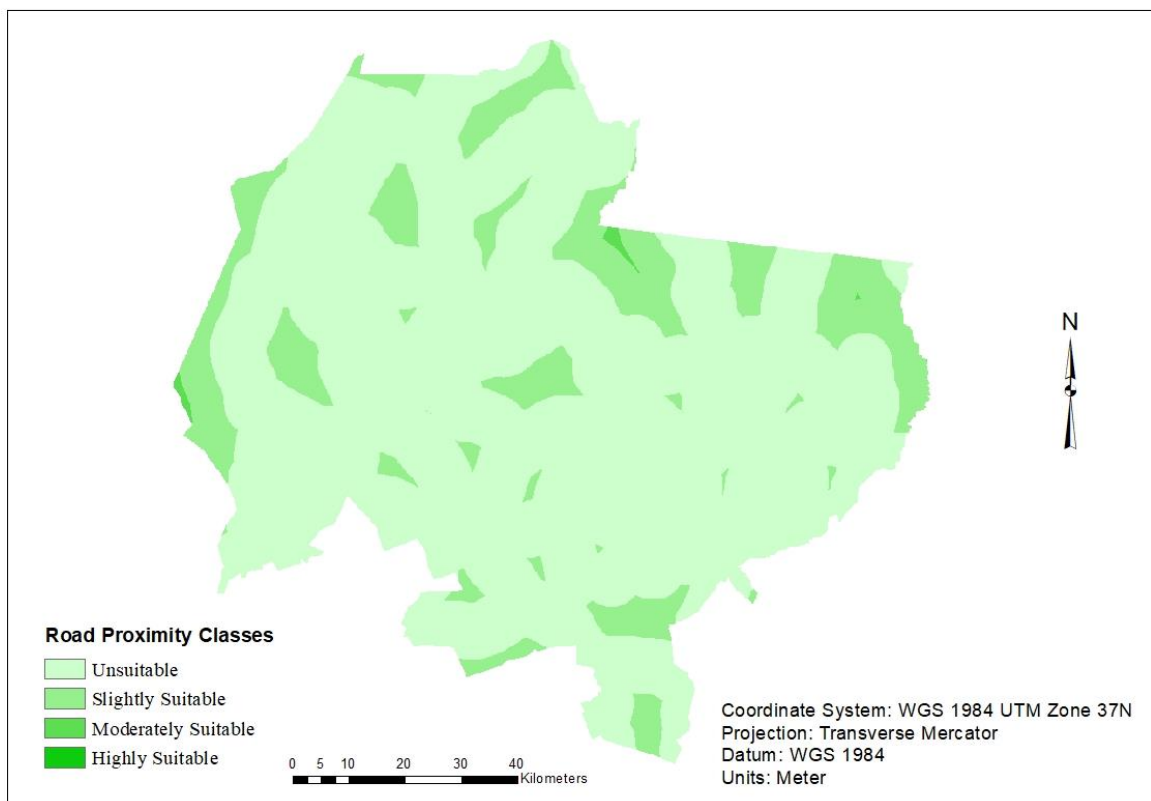 N
Road Proximity Classes
Unsuitable
Slightly Suitable
Moderately Suitable
Highly Suitable
0 5 10 20 30 40
Kilometers
Coordinate System: WGS 1984 UTM Zone 37N
Projection: Transverse Mercator
Datum: WGS 1984
Units: Meter